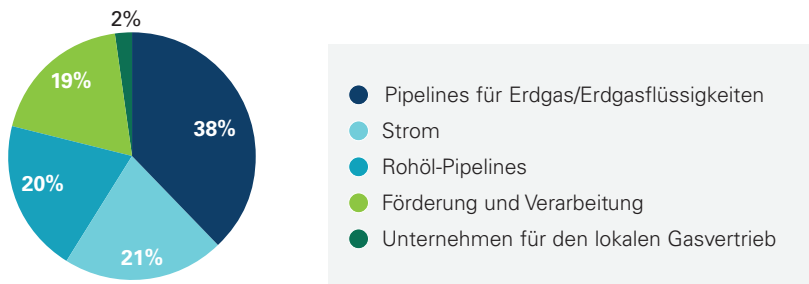 2%
19%
38%
20%
21%
Pipelines für Erdgas/Erdgasflüssigkeiten
Strom
Rohöl-Pipelines
Förderung und Verarbeitung
Unternehmen für den lokalen Gasvertrieb